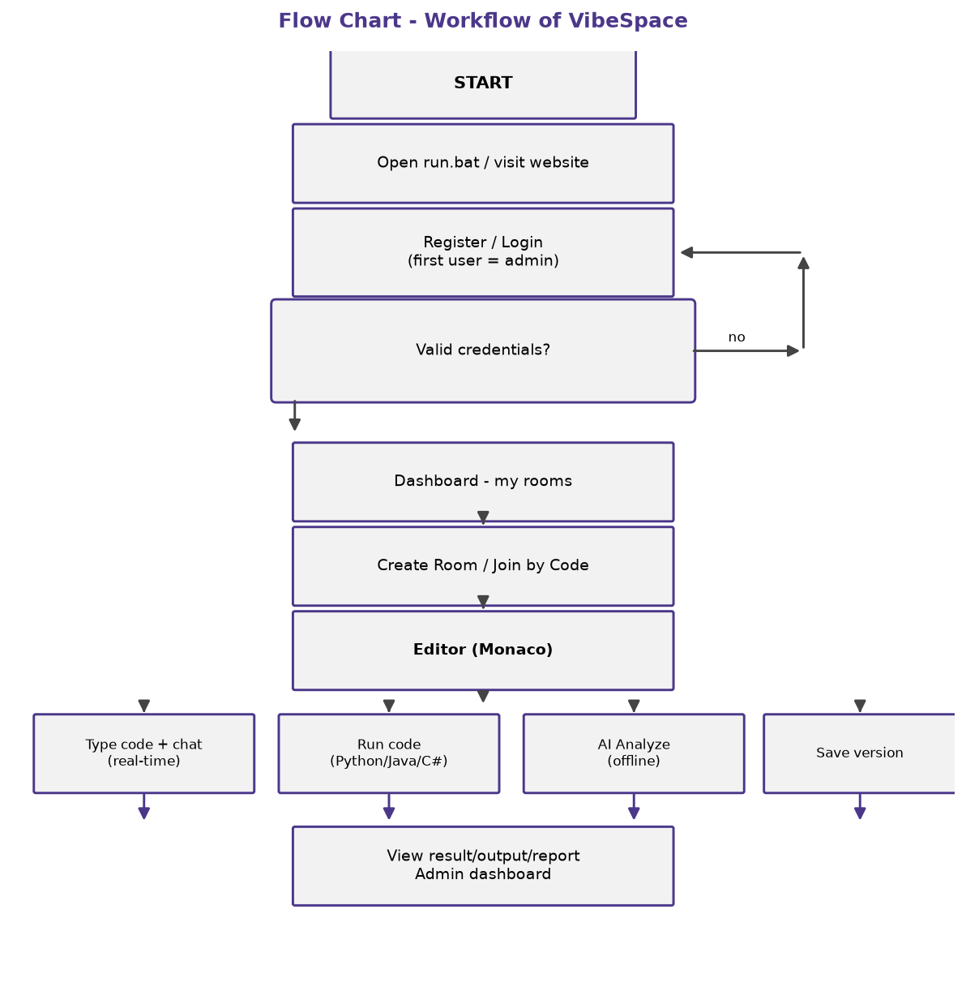 Flow Chart - Workflow of VibeSpace
START
Open run.bat / visit website
Register / Login
(first user = admin)
Valid credentials?
no
Dashboard - my rooms
Create Room / Join by Code
Editor (Monaco)
Type code + chat
(real-time)
Run code
(Python/Java/C#)
AI Analyze
(offline)
Save version
View result/output/report
Admin dashboard